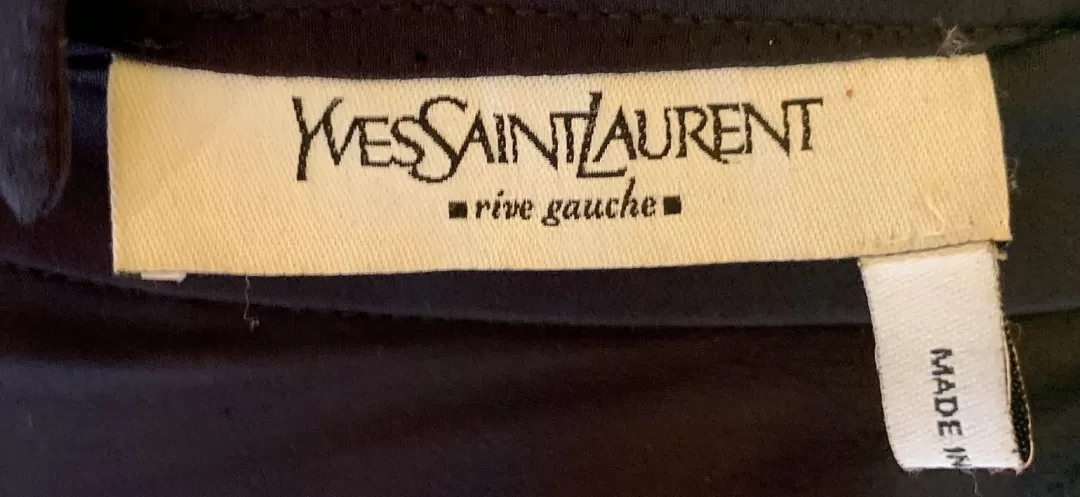 YVESSAINTLAURENT
rive gauche
MADE IN